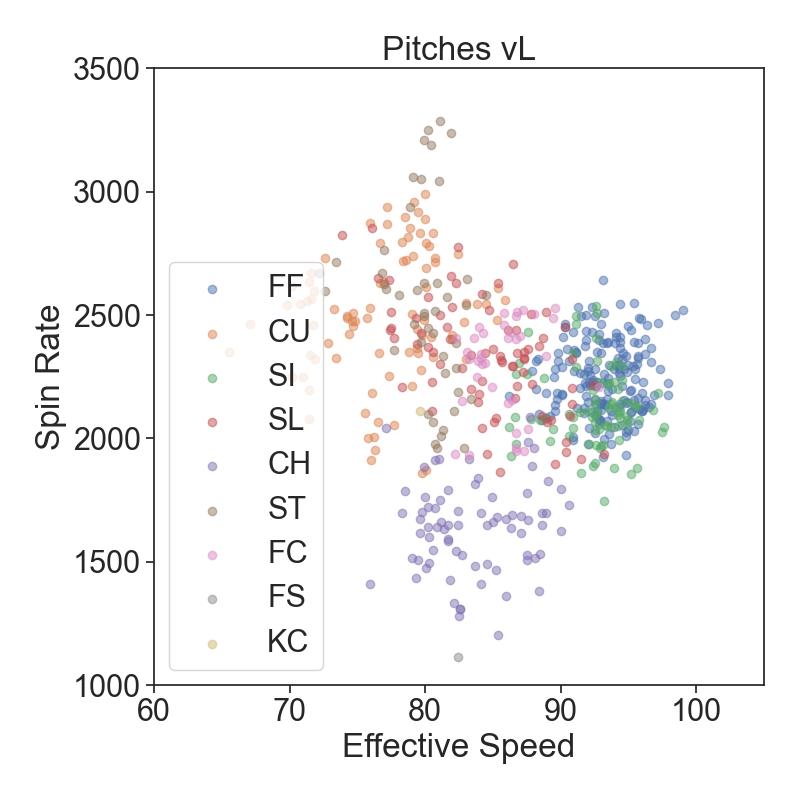 Pitches vL
3500
3000
2500
2000
1500
1000
Spin Rate
FF
CU
SI
SL
CH
ST
FC
FS
KC
60 70 80 90 100
Effective Speed